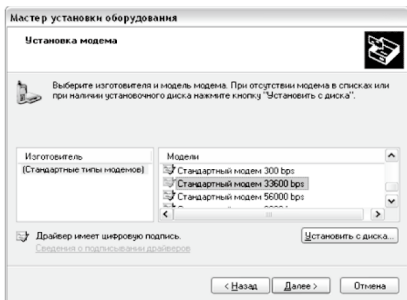 Мастер установки оборудования
Установка модема
Выберите изготовителя и модель модема. При отсутствии модема в списках или
при наличии установочного диска нажмите кнопку "Установить с диска".
Изготовитель
(Стандартные типы модемов)
Модели
Стандартный модем 300 bps
Стандартный модем 33600 bps
Стандартный модем 56000 bps
Драйвер имеет цифровую подпись.
Сведения о подписывании драйверов
Установить с диска...
< Назад
Далее >
Отмена